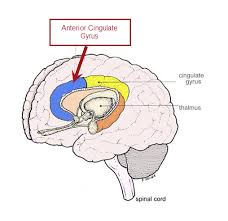 Anterior Cingulate
Gyrus
cingulate
gyrus
thalmus
spinal cord